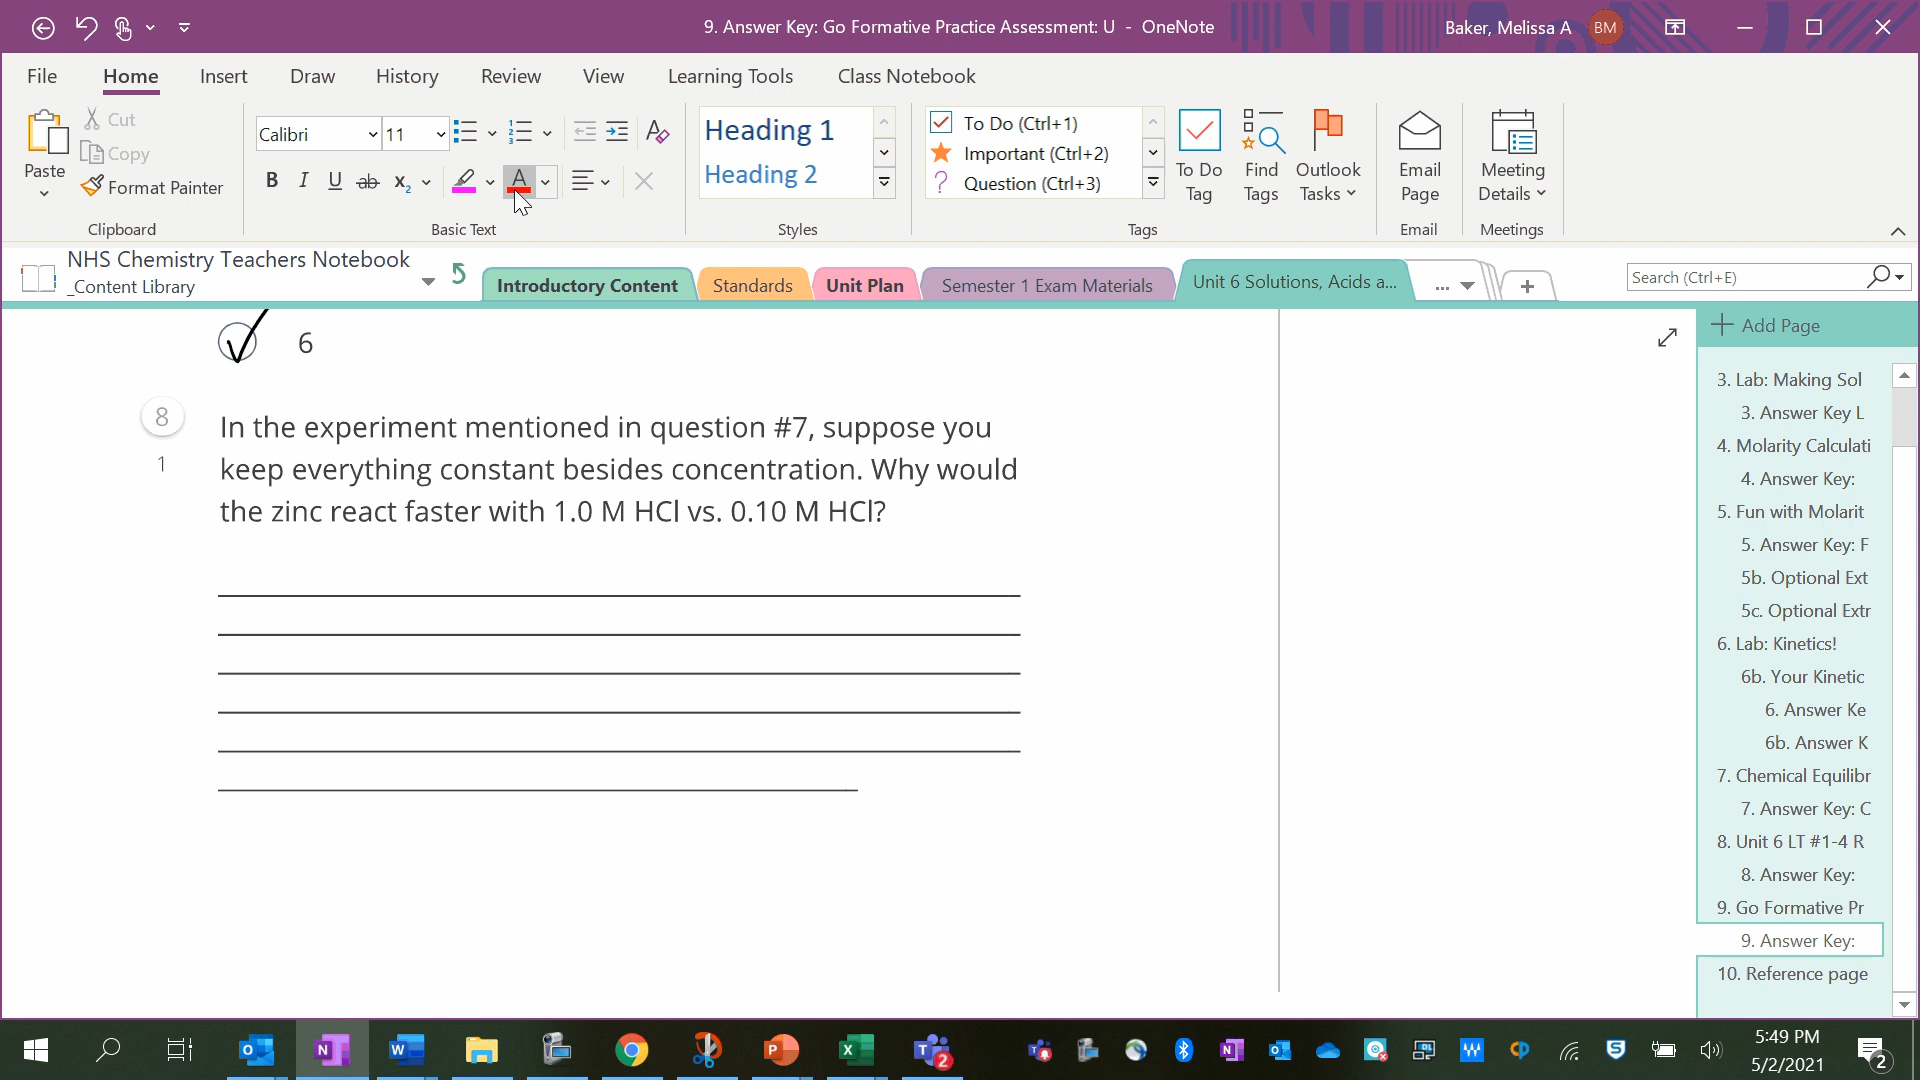 9. Answer Key: Go Formative Practice Assessment: U - OneNote
Baker, Melissa A
BM
File Home Insert Draw History Review View Learning Tools Class Notebook
Paste
Cut
Copy
Format Painter
Clipboard
Calibri 11
B I U ab X₂ A
Basic Text
Heading 1
Heading 2
Styles
To Do (Ctrl+1)
Important (Ctrl+2)
Question (Ctrl+3)
To Do Tag
Find Tags
Outlook Tasks
Tags
Email Page
Email
Meeting Details
Meetings
NHS Chemistry Teachers Notebook
_Content Library
Introductory Content
Standards
Unit Plan
Semester 1 Exam Materials
Unit 6 Solutions, Acids a...
...
Search (Ctrl+E)
6
8
1
In the experiment mentioned in question #7, suppose you
keep everything constant besides concentration. Why would
the zinc react faster with 1.0 M HCl vs. 0.10 M HCl?
Add Page
3. Lab: Making Sol
3. Answer Key L
4. Molarity Calculati
4. Answer Key:
5. Fun with Molarit
5. Answer Key: F
5b. Optional Ext
5c. Optional Extr
6. Lab: Kinetics!
6b. Your Kinetic
6. Answer Ke
6b. Answer K
7. Chemical Equilibr
7. Answer Key: C
8. Unit 6 LT #1-4 R
8. Answer Key:
9. Go Formative Pr
9. Answer Key:
10. Reference page
5:49 PM
5/2/2021
2
2